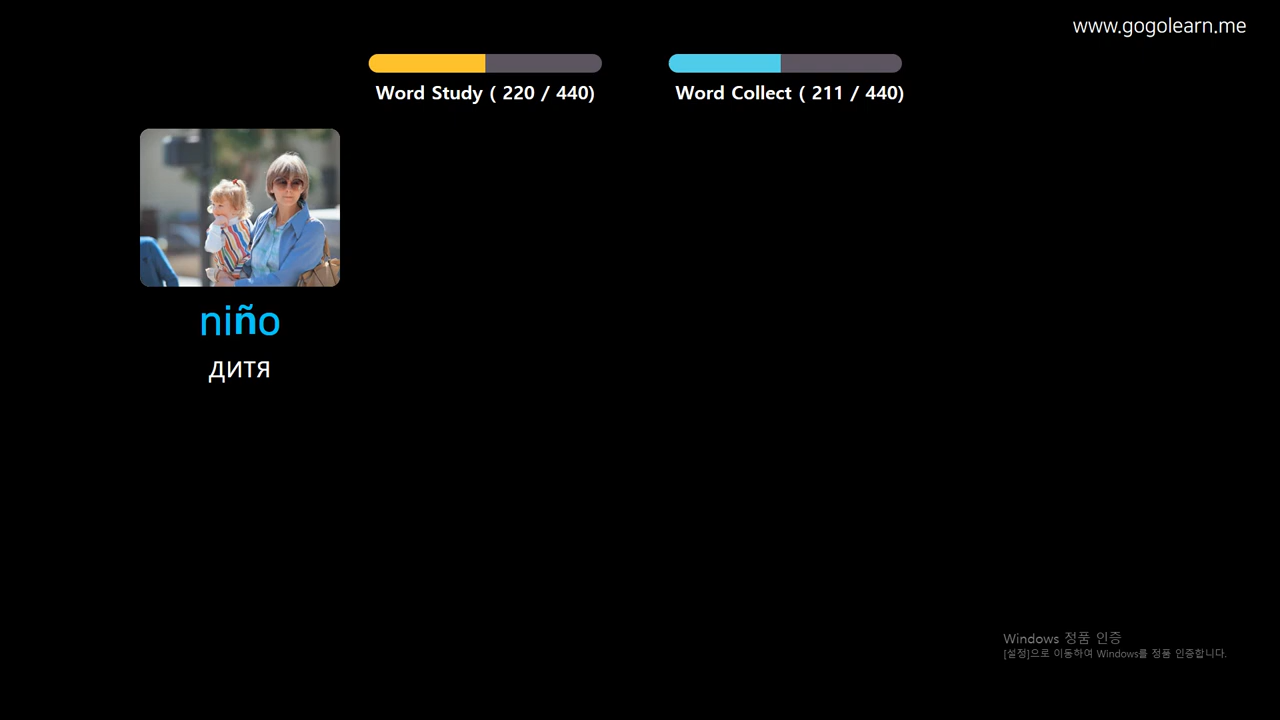 www.gogolearn.me
Word Study ( 220 / 440)
Word Collect ( 211 / 440)
niño
дитя
Windows 정품 인증
[설정]으로 이동하여 Windows를 정품 인증합니다.